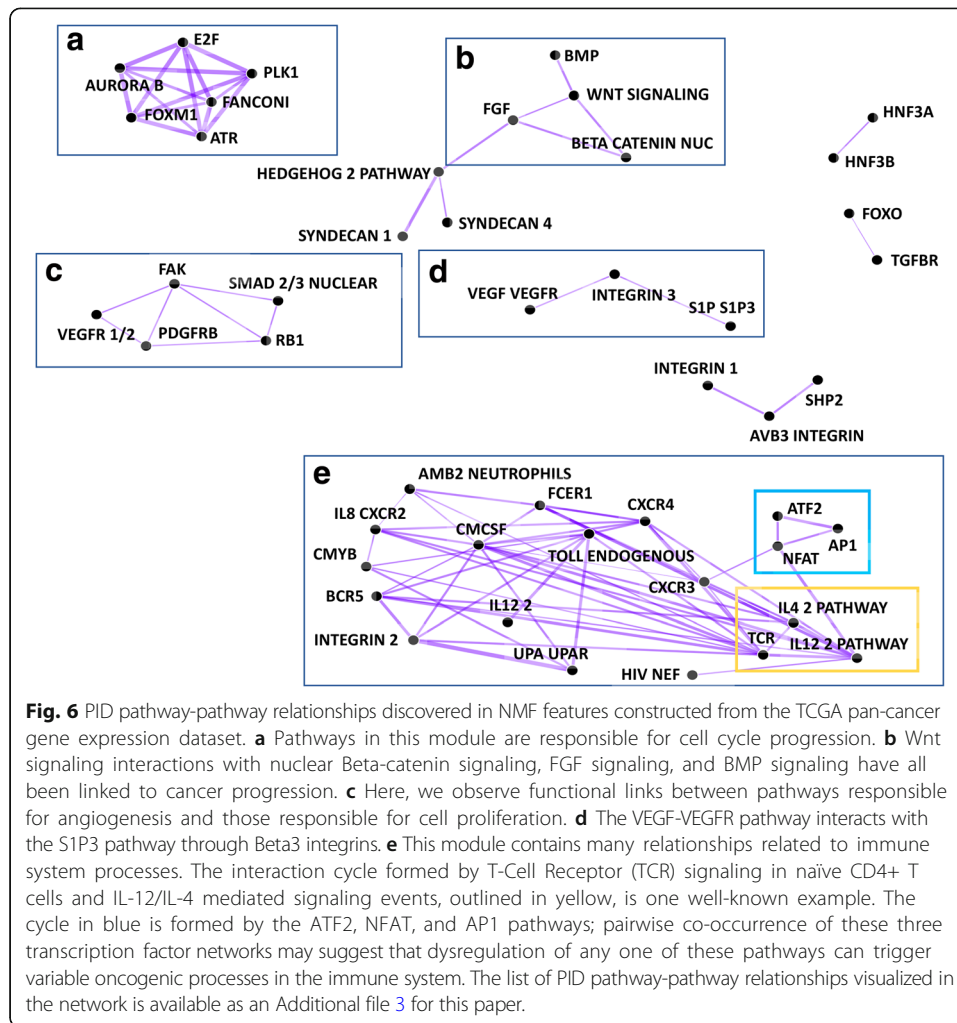 a
E2F
PLK1
AURORA B
FANCONI
FOXM1
ATR
b
BMP
WNT SIGNALING
FGF
BETA CATENIN NUC
HNF3A
HNF3B
HEDGEHOG 2 PATHWAY
SYNDECAN 4
SYNDECAN 1
FOXO
TGFBR
c
FAK
SMAD 2/3 NUCLEAR
VEGFR 1/2
PDGFRB
RB1
d
VEGF VEGFR
INTEGRIN 3
S1P S1P3
INTEGRIN 1
SHP2
AVB3 INTEGRIN
e
AMB2 NEUTROPHILS
FCER1
CXCR4
IL8 CXCR2
CMCSF
TOLL ENDOGENOUS
CMYB
CXCR3
BCR5
IL12 2
INTEGRIN 2
UPA UPAR
HIV NEF
ATF2
AP1
NFAT
IL4 2 PATHWAY
TCR
IL12 2 PATHWAY
Fig. 6 PID pathway-pathway relationships discovered in NMF features constructed from the TCGA pan-cancer
gene expression dataset. a Pathways in this module are responsible for cell cycle progression. b Wnt
signaling interactions with nuclear Beta-catenin signaling, FGF signaling, and BMP signaling have all
been linked to cancer progression. c Here, we observe functional links between pathways responsible
for angiogenesis and those responsible for cell proliferation. d The VEGF-VEGFR pathway interacts with
the S1P3 pathway through Beta3 integrins. e This module contains many relationships related to immune
system processes. The interaction cycle formed by T-Cell Receptor (TCR) signaling in naïve CD4+ T
cells and IL-12/IL-4 mediated signaling events, outlined in yellow, is one well-known example. The
cycle in blue is formed by the ATF2, NFAT, and AP1 pathways; pairwise co-occurrence of these three
transcription factor networks may suggest that dysregulation of any one of these pathways can trigger
variable oncogenic processes in the immune system. The list of PID pathway-pathway relationships visualized in
the network is available as an Additional file 3 for this paper.